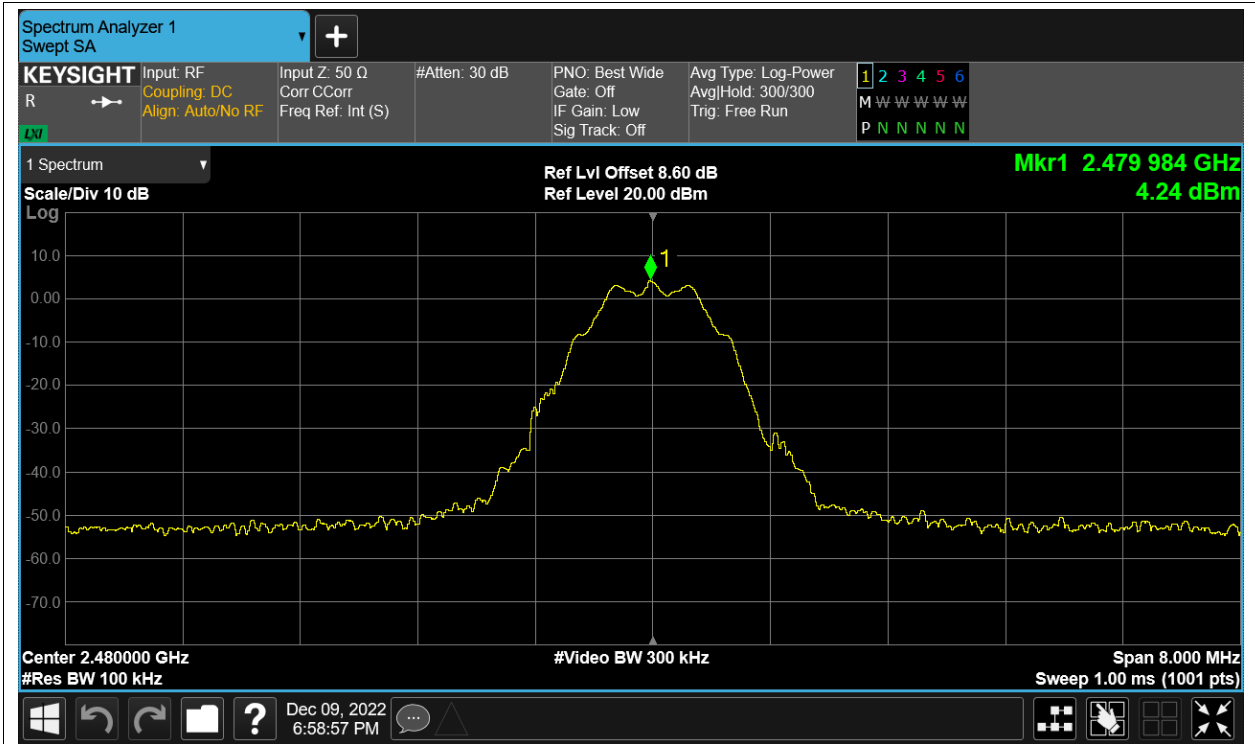 Spectrum Analyzer 1
Swept SA
KEYSIGHT
R
LXI
Input: RF
Coupling: DC
Align: Auto/No RF
Input Z: 50 Ω
Corr CCorr
Freq Ref: Int (S)
#Atten: 30 dB
PNO: Best Wide
Gate: Off
IF Gain: Low
Sig Track: Off
Avg Type: Log-Power
Avg|Hold: 300/300
Trig: Free Run
1 2 3 4 5 6
M W W W W W
P N N N N N
1 Spectrum
Scale/Div 10 dB
Log
Ref Lvl Offset 8.60 dB
Ref Level 20.00 dBm
Mkr1 2.479 984 GHz
4.24 dBm
1
10.0
0.00
-10.0
-20.0
-30.0
-40.0
-50.0
-60.0
-70.0
Center 2.480000 GHz
#Res BW 100 kHz
#Video BW 300 kHz
Span 8.000 MHz
Sweep 1.00 ms (1001 pts)
?
Dec 09, 2022
6:58:57 PM